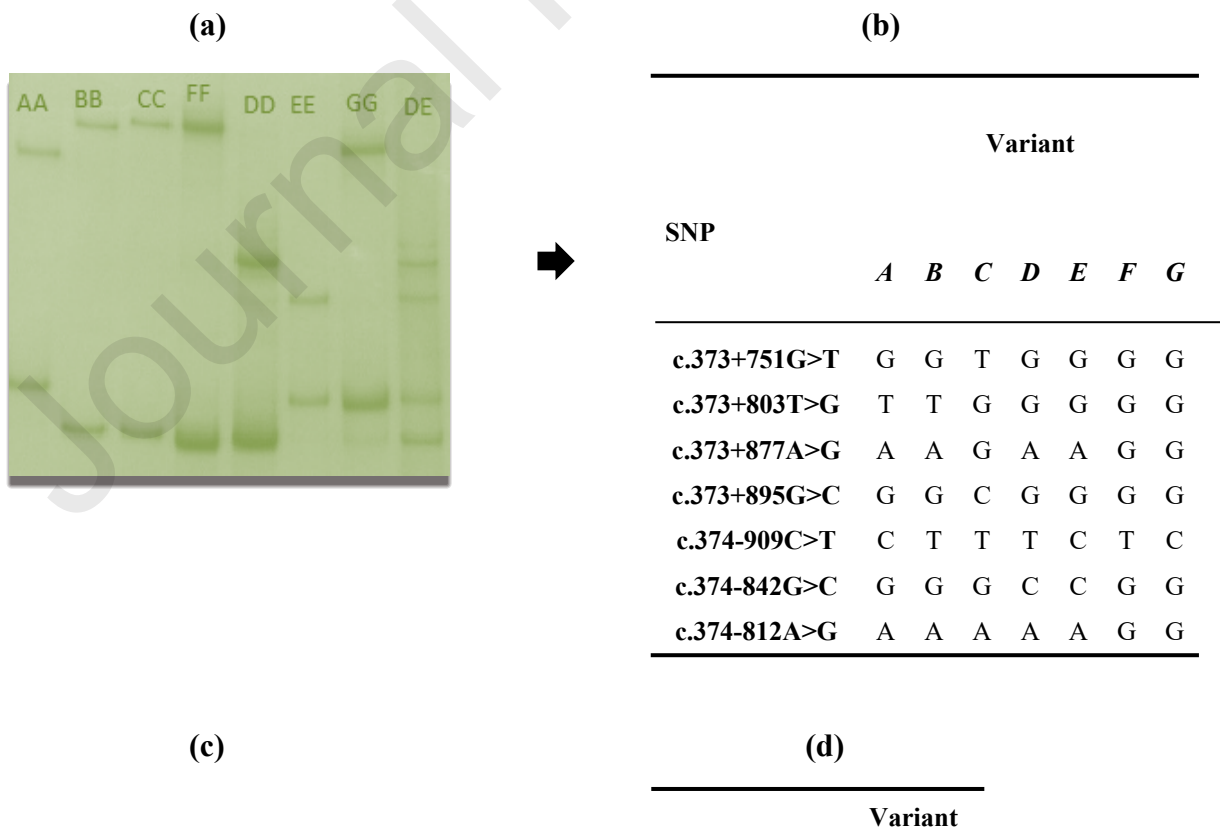 (a)
(b)
AA BB CC FF DD EE GG DE
Journal
Variant
SNP
A B C D E F G
c.373+751G>T G G T G G G G
c.373+803T>G T T G G G G G
c.373+877A>G A A G A A G G
c.373+895G>C G G C G G G G
c.374-909C>T C T T T C T C
c.374-842G>C G G G C C G G
c.374-812A>G A A A A A G G
(c)
(d)
Variant